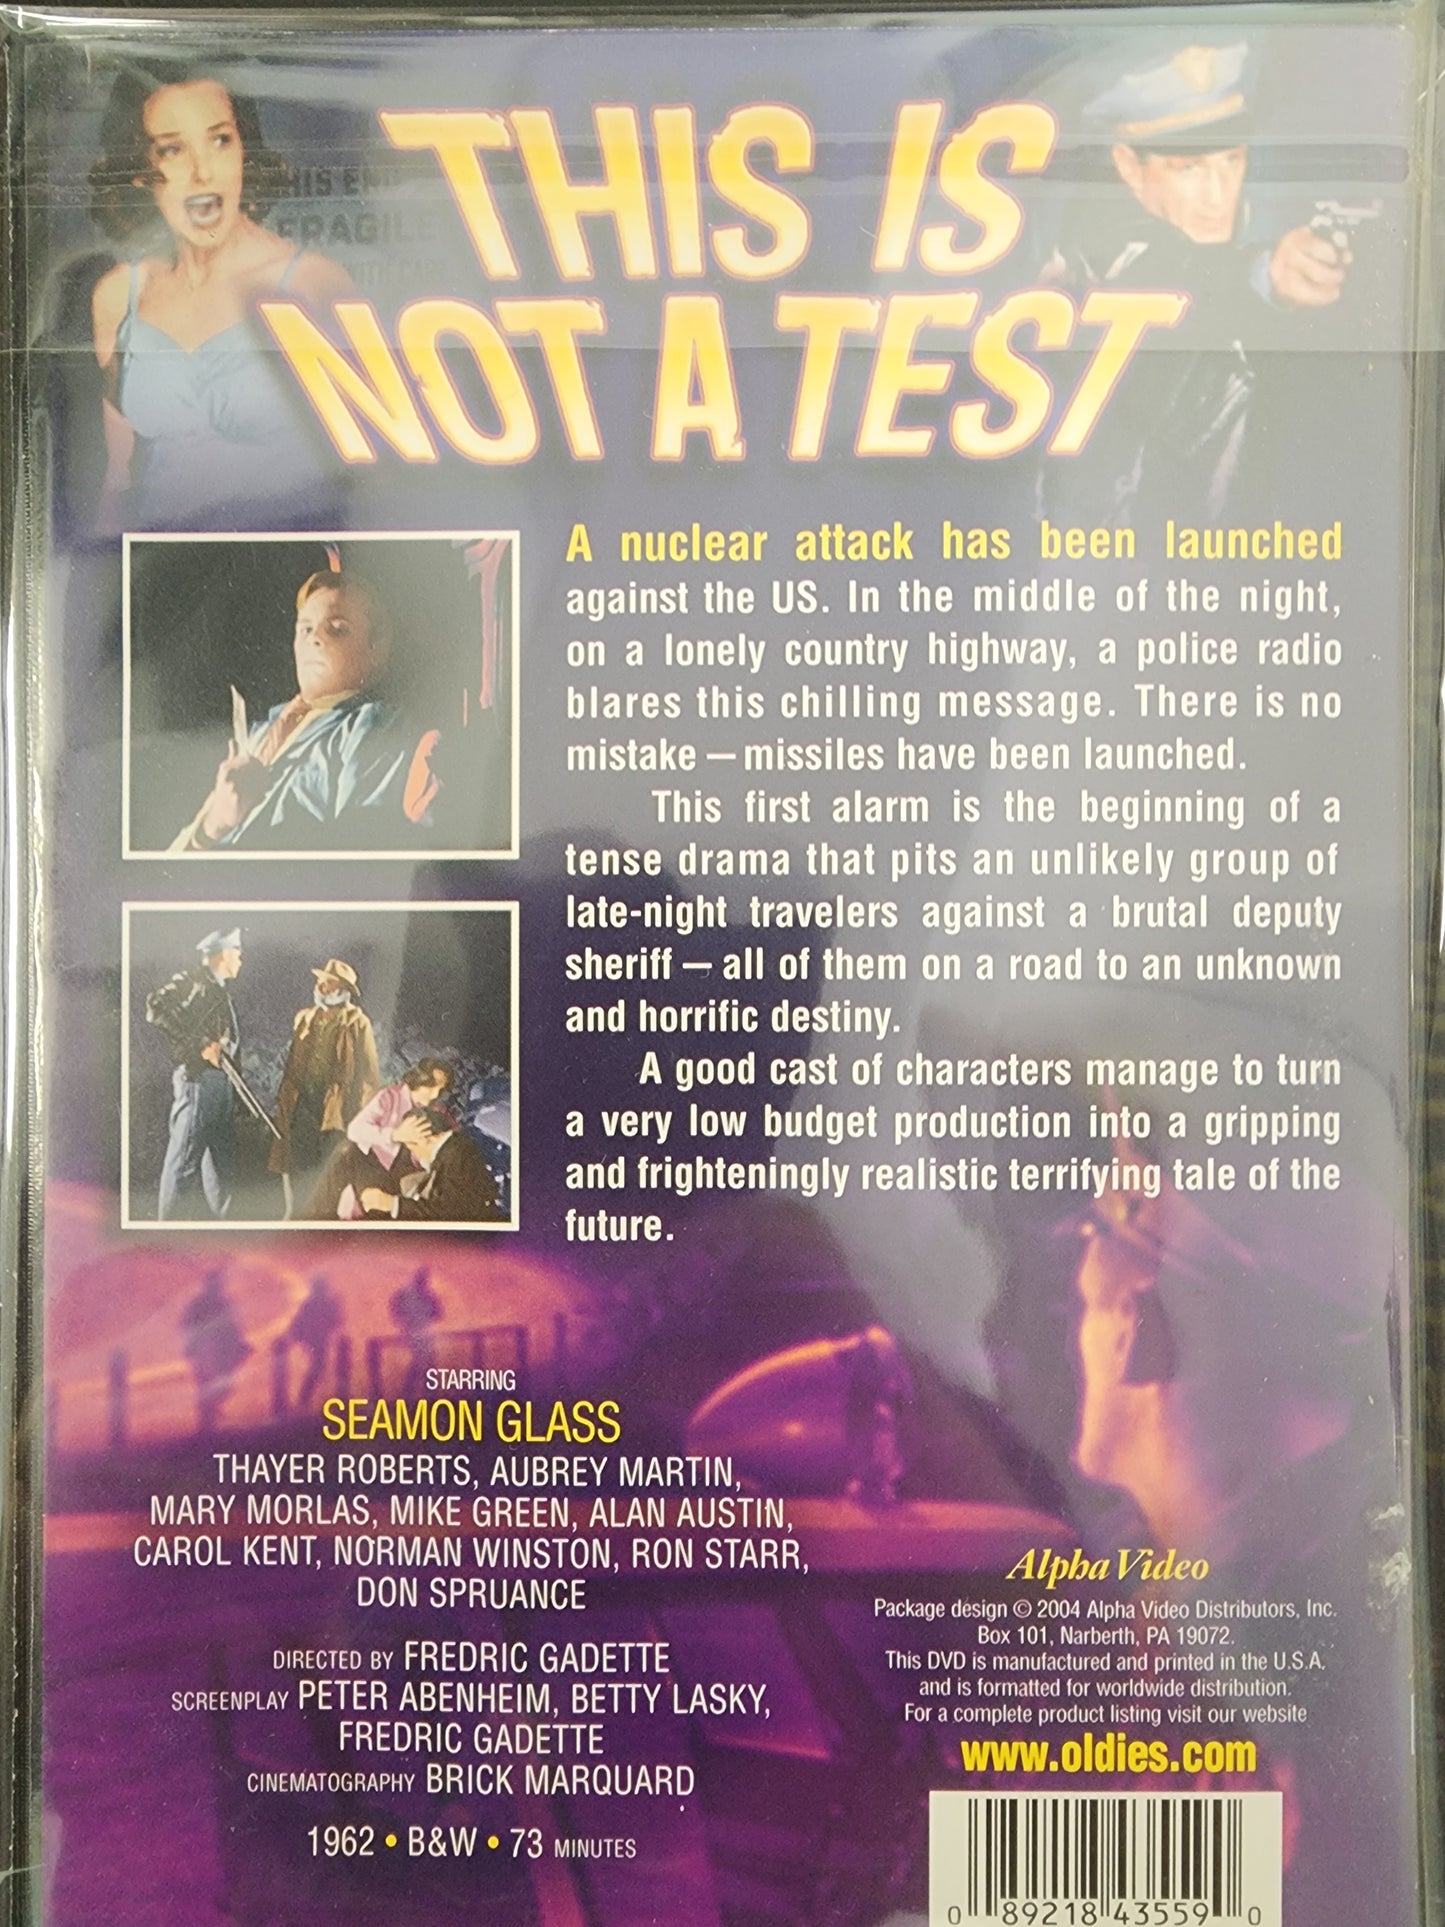 THIS IS
NOT A TEST
FRAGILE
A nuclear attack has been launched
against the US. In the middle of the night,
on a lonely country highway, a police radio
blares this chilling message. There is no
mistake — missiles have been launched.
This first alarm is the beginning of a
tense drama that pits an unlikely group of
late-night travelers against a brutal deputy
sheriff — all of them on a road to an unknown
and horrific destiny.
A good cast of characters manage to turn
a very low budget production into a gripping
and frighteningly realistic terrifying tale of the
future.
STARRING
SEAMON GLASS
THAYER ROBERTS, AUBREY MARTIN,
MARY MORLAS, MIKE GREEN, ALAN AUSTIN,
CAROL KENT, NORMAN WINSTON, RON STARR,
DON SPRUANCE
DIRECTED BY FREDRIC GADETTE
SCREENPLAY PETER ABENHEIM, BETTY LASKY,
FREDRIC GADETTE
CINEMATOGRAPHY BRICK MARQUARD
1962 • B&W • 73 MINUTES
Alpha Video
Package design © 2004 Alpha Video Distributors, Inc.
Box 101, Narberth, PA 19072.
This DVD is manufactured and printed in the U.S.A.
and is formatted for worldwide distribution.
For a complete product listing visit our website
www.oldies.com
0 89218 43559 0